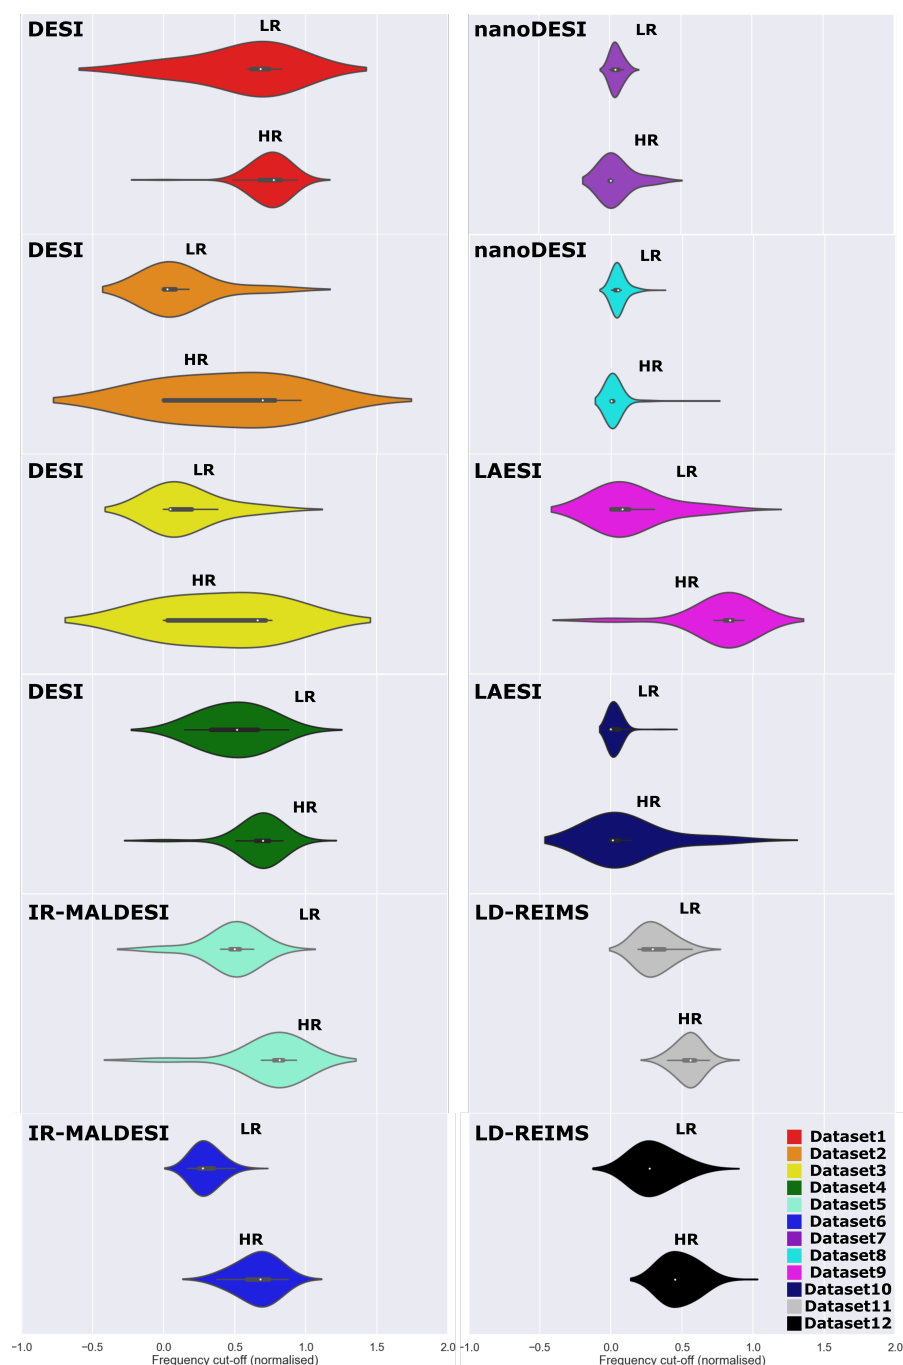 DESI
LR
HR
nanoDESI
LR
HR
DESI
LR
HR
nanoDESI
LR
HR
DESI
LR
HR
LAESI
LR
HR
DESI
LR
HR
LAESI
LR
HR
IR-MALDESI
LR
HR
LD-REIMS
LR
HR
IR-MALDESI
LR
HR
LD-REIMS
LR
HR
Dataset1
Dataset2
Dataset3
Dataset4
Dataset5
Dataset6
Dataset7
Dataset8
Dataset9
Dataset10
Dataset11
Dataset12
−1.0 −0.5 0.0 0.5 1.0 1.5 2.0
Frequency cut-off (normalised)
−1.0 −0.5 0.0 0.5 1.0 1.5 2.0
Frequency cut-off (normalised)